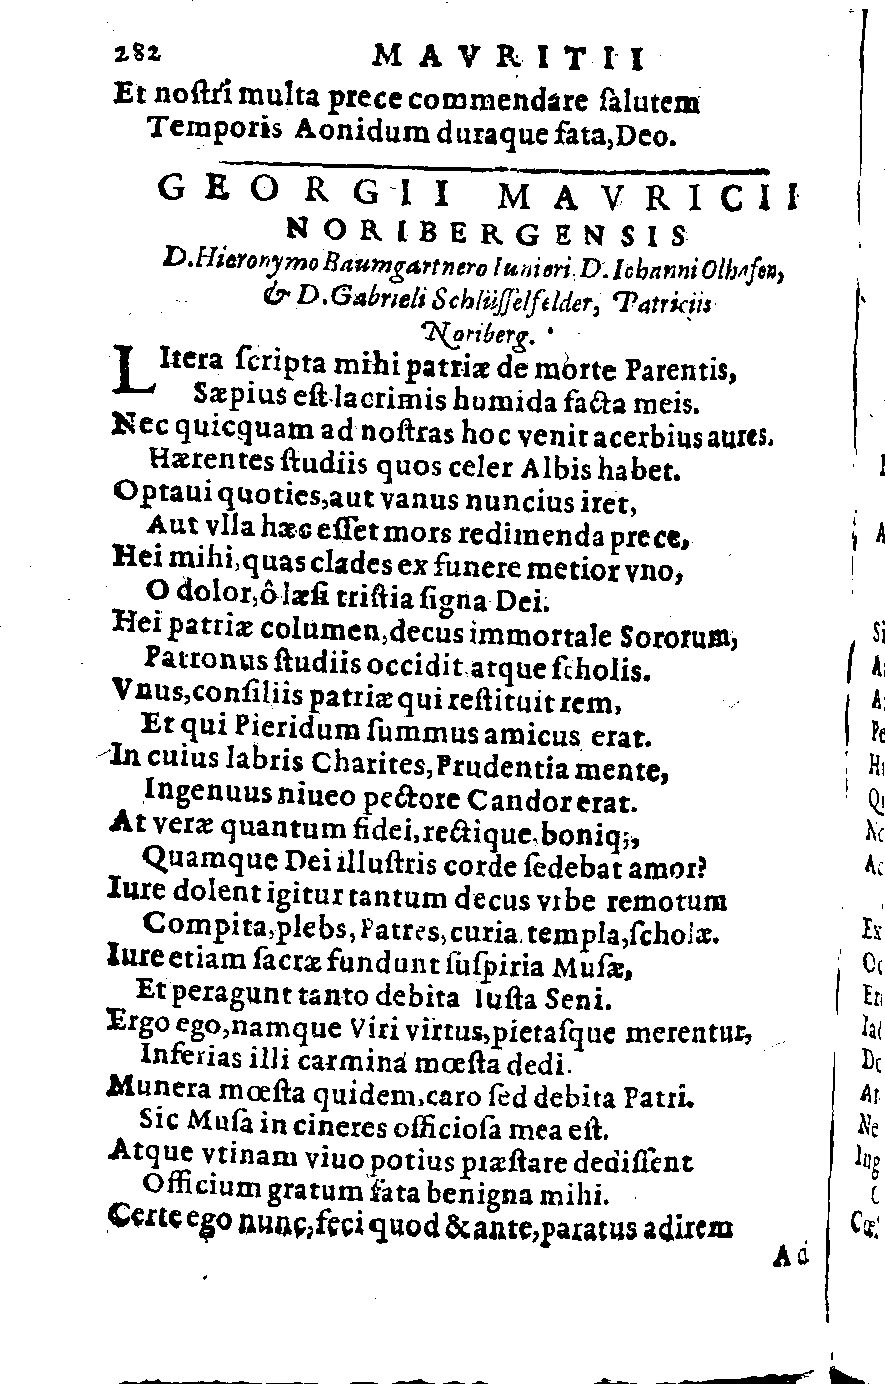 282 MAVRITII
Et noſtri multa prece commendare ſalutem
Temporis Aonidum duraque fata, Deo.
GEORGII MAVRICII
NORIBERGENSIS
D. Hieronymo Baumgartnero Iunieri. D. Iohanni Olhafen,
& D. Gabrieli Schlüſſelfelder, Patriciis
Noriberg.
LItera ſcripta mihi patriæ de morte Parentis,
Sæpius eſt lacrimis humida facta meis.
Nec quicquam ad noſtras hoc venit acerbius aures.
Hærentes ſtudiis quos celer Albis habet.
Optaui quoties, aut vanus nuncius iret,
Aut vlla hæc eſſet mors redimenda prece,
Hei mihi, quas clades ex funere metior vno,
O dolor, ô læſi triſtia ſigna Dei.
Hei patriæ columen, decus immortale Sororum,
Patronus ſtudiis occidit atque ſcholis.
Vnus, conſiliis patriæ qui reſtituit rem,
Et qui Pieridum ſummus amicus erat.
In cuius labris Charites, Prudentia mente,
Ingenuus niueo pectore Candor erat.
At veræ quantum fidei, rectique, boniq;,
Quamque Dei illuſtris corde ſedebat amor?
Iure dolent igitur tantum decus vrbe remotum
Compita, plebs, Patres, curia, templa, ſcholæ.
Iure etiam ſacræ fundunt ſuſpiria Muſæ,
Et peragunt tanto debita Iuſta Seni.
Ergo ego, namque Viri virtus, pietaſque merentur,
Inferias illi carmina mœſta dedi.
Munera mœſta quidem, caro ſed debita Patri.
Sic Muſa in cineres officioſa mea eſt.
Atque vtinam viuo potius præſtare dediſſent
Officium gratum fata benigna mihi.
Certe ego nunc, feci quod & ante, paratus adirem
Ad